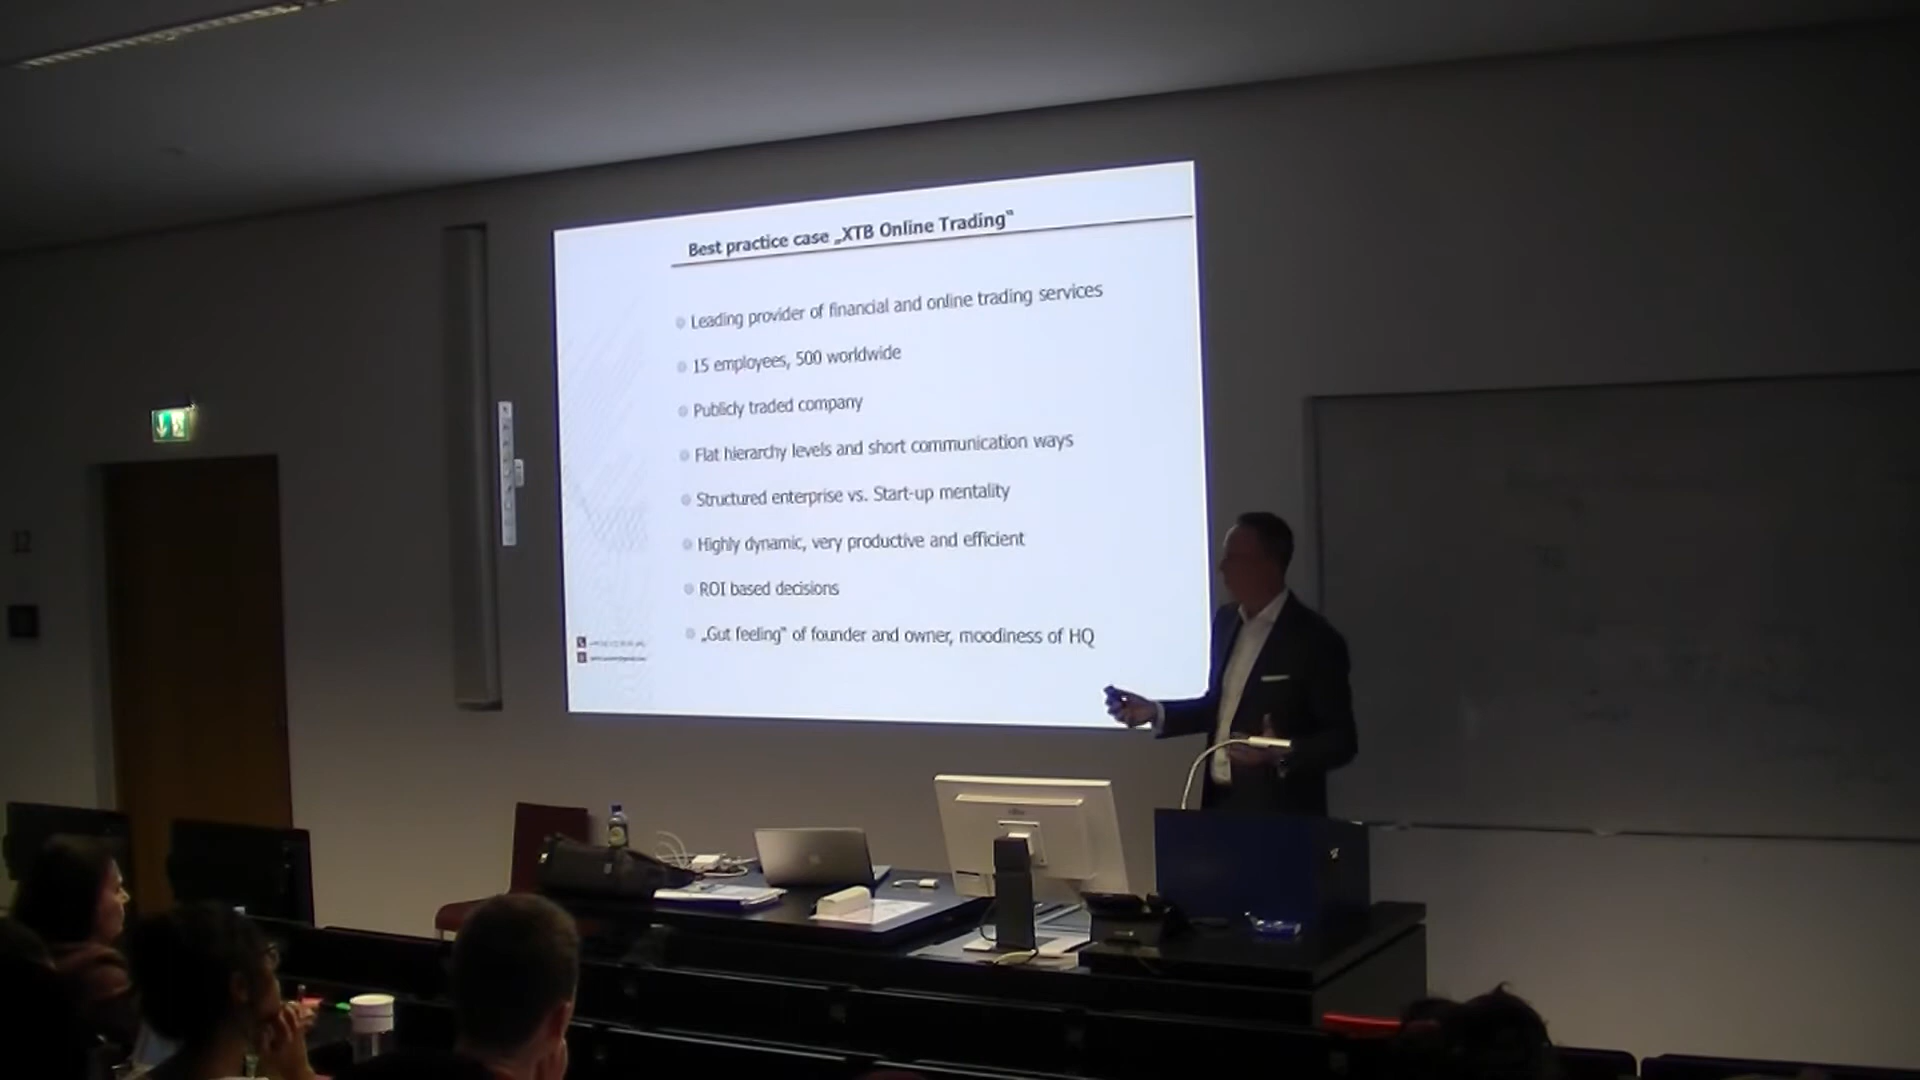 Best practice case „XTB Online Trading“
Leading provider of financial and online trading services
15 employees, 500 worldwide
Publicly traded company
Flat hierarchy levels and short communication ways
Structured enterprise vs. Start-up mentality
Highly dynamic, very productive and efficient
ROI based decisions
„Gut feeling“ of founder and owner, moodiness of HQ
12